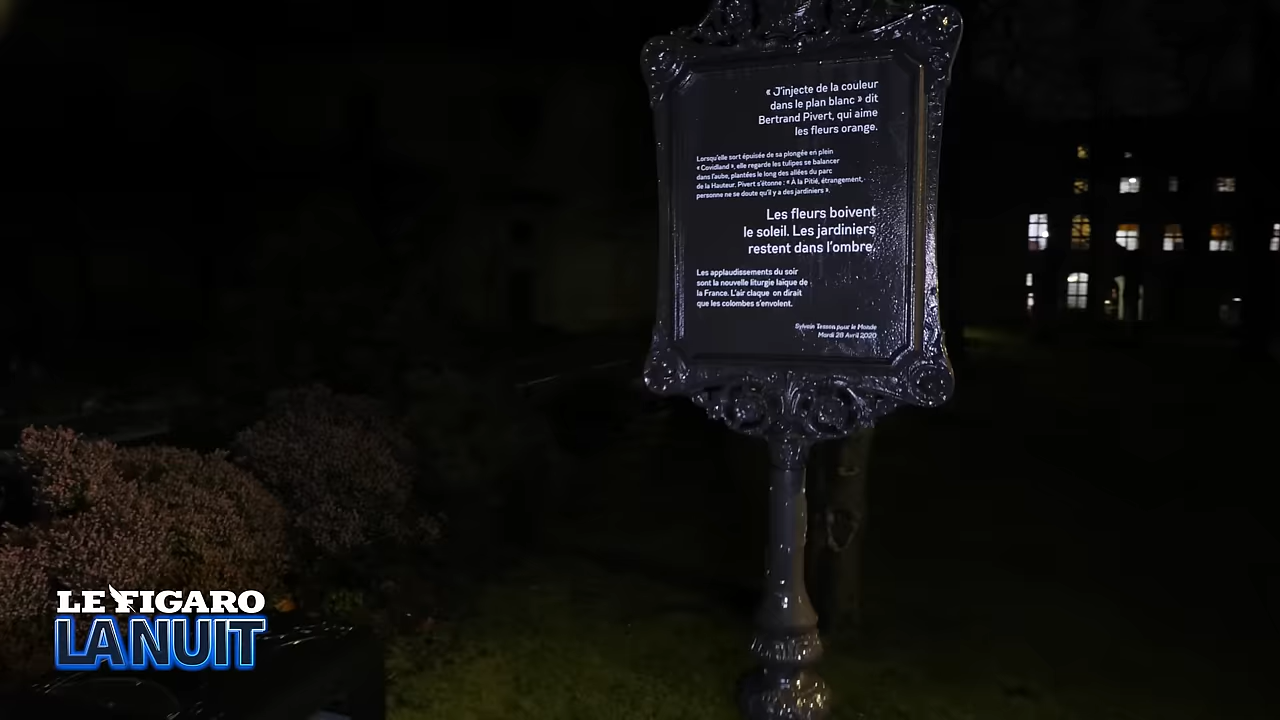 « J'injecte de la couleur
dans le plan blanc » dit
Bertrand Pivert, qui aime
les fleurs orange.
Lorsqu'elle sort épuisée de sa plongée en plein
« Covidland », elle regarde les tulipes se balancer
dans l'aube, plantées le long des allées du parc
de la Hauteur. Pivert s'étonne : « À la Pitié, étrangement,
personne ne se doute qu'il y a des jardiniers ».
Les fleurs boivent
le soleil. Les jardiniers
restent dans l'ombre.
Les applaudissements du soir
sont la nouvelle liturgie laïque de
la France. L'air claque on dirait
que les colombes s'envolent.
Sylvain Tesson pour le Monde
Mardi 28 Avril 2020
LE FIGARO
LA NUIT